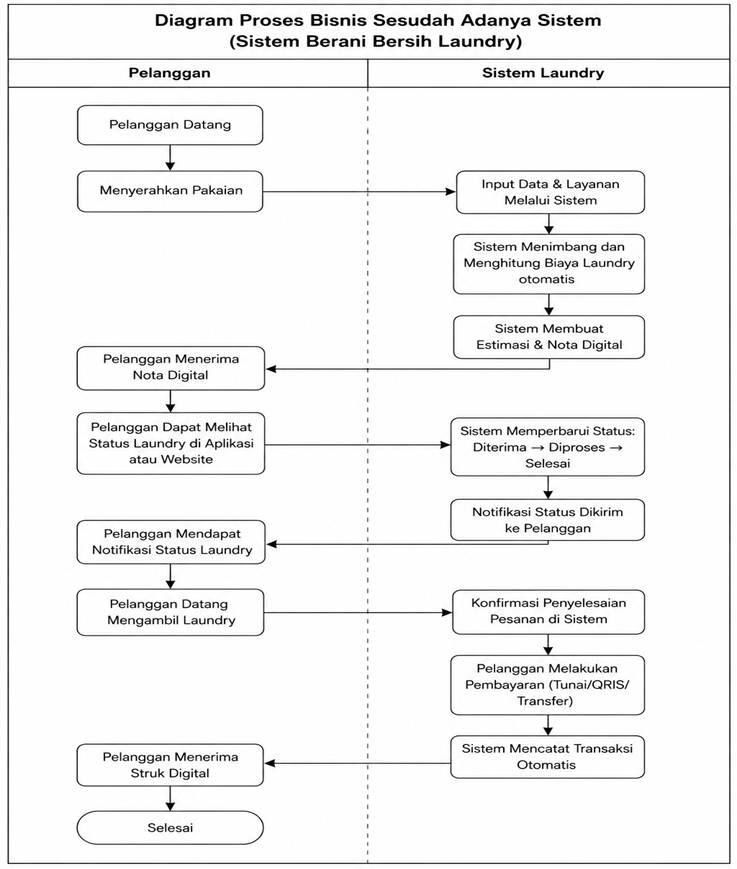 Diagram Proses Bisnis Sesudah Adanya Sistem
(Sistem Berani Bersih Laundry)
Pelanggan
Sistem Laundry
Pelanggan Datang
Menyerahkan Pakaian
Input Data & Layanan
Melalui Sistem
Sistem Menimbang dan
Menghitung Biaya Laundry
otomatis
Sistem Membuat
Estimasi & Nota Digital
Pelanggan Menerima
Nota Digital
Pelanggan Dapat Melihat
Status Laundry di Aplikasi
atau Website
Sistem Memperbarui Status:
Diterima → Diproses →
Selesai
Notifikasi Status Dikirim
ke Pelanggan
Pelanggan Mendapat
Notifikasi Status Laundry
Pelanggan Datang
Mengambil Laundry
Konfirmasi Penyelesaian
Pesanan di Sistem
Pelanggan Melakukan
Pembayaran (Tunai/QRIS/
Transfer)
Sistem Mencatat Transaksi
Otomatis
Pelanggan Menerima
Struk Digital
Selesai